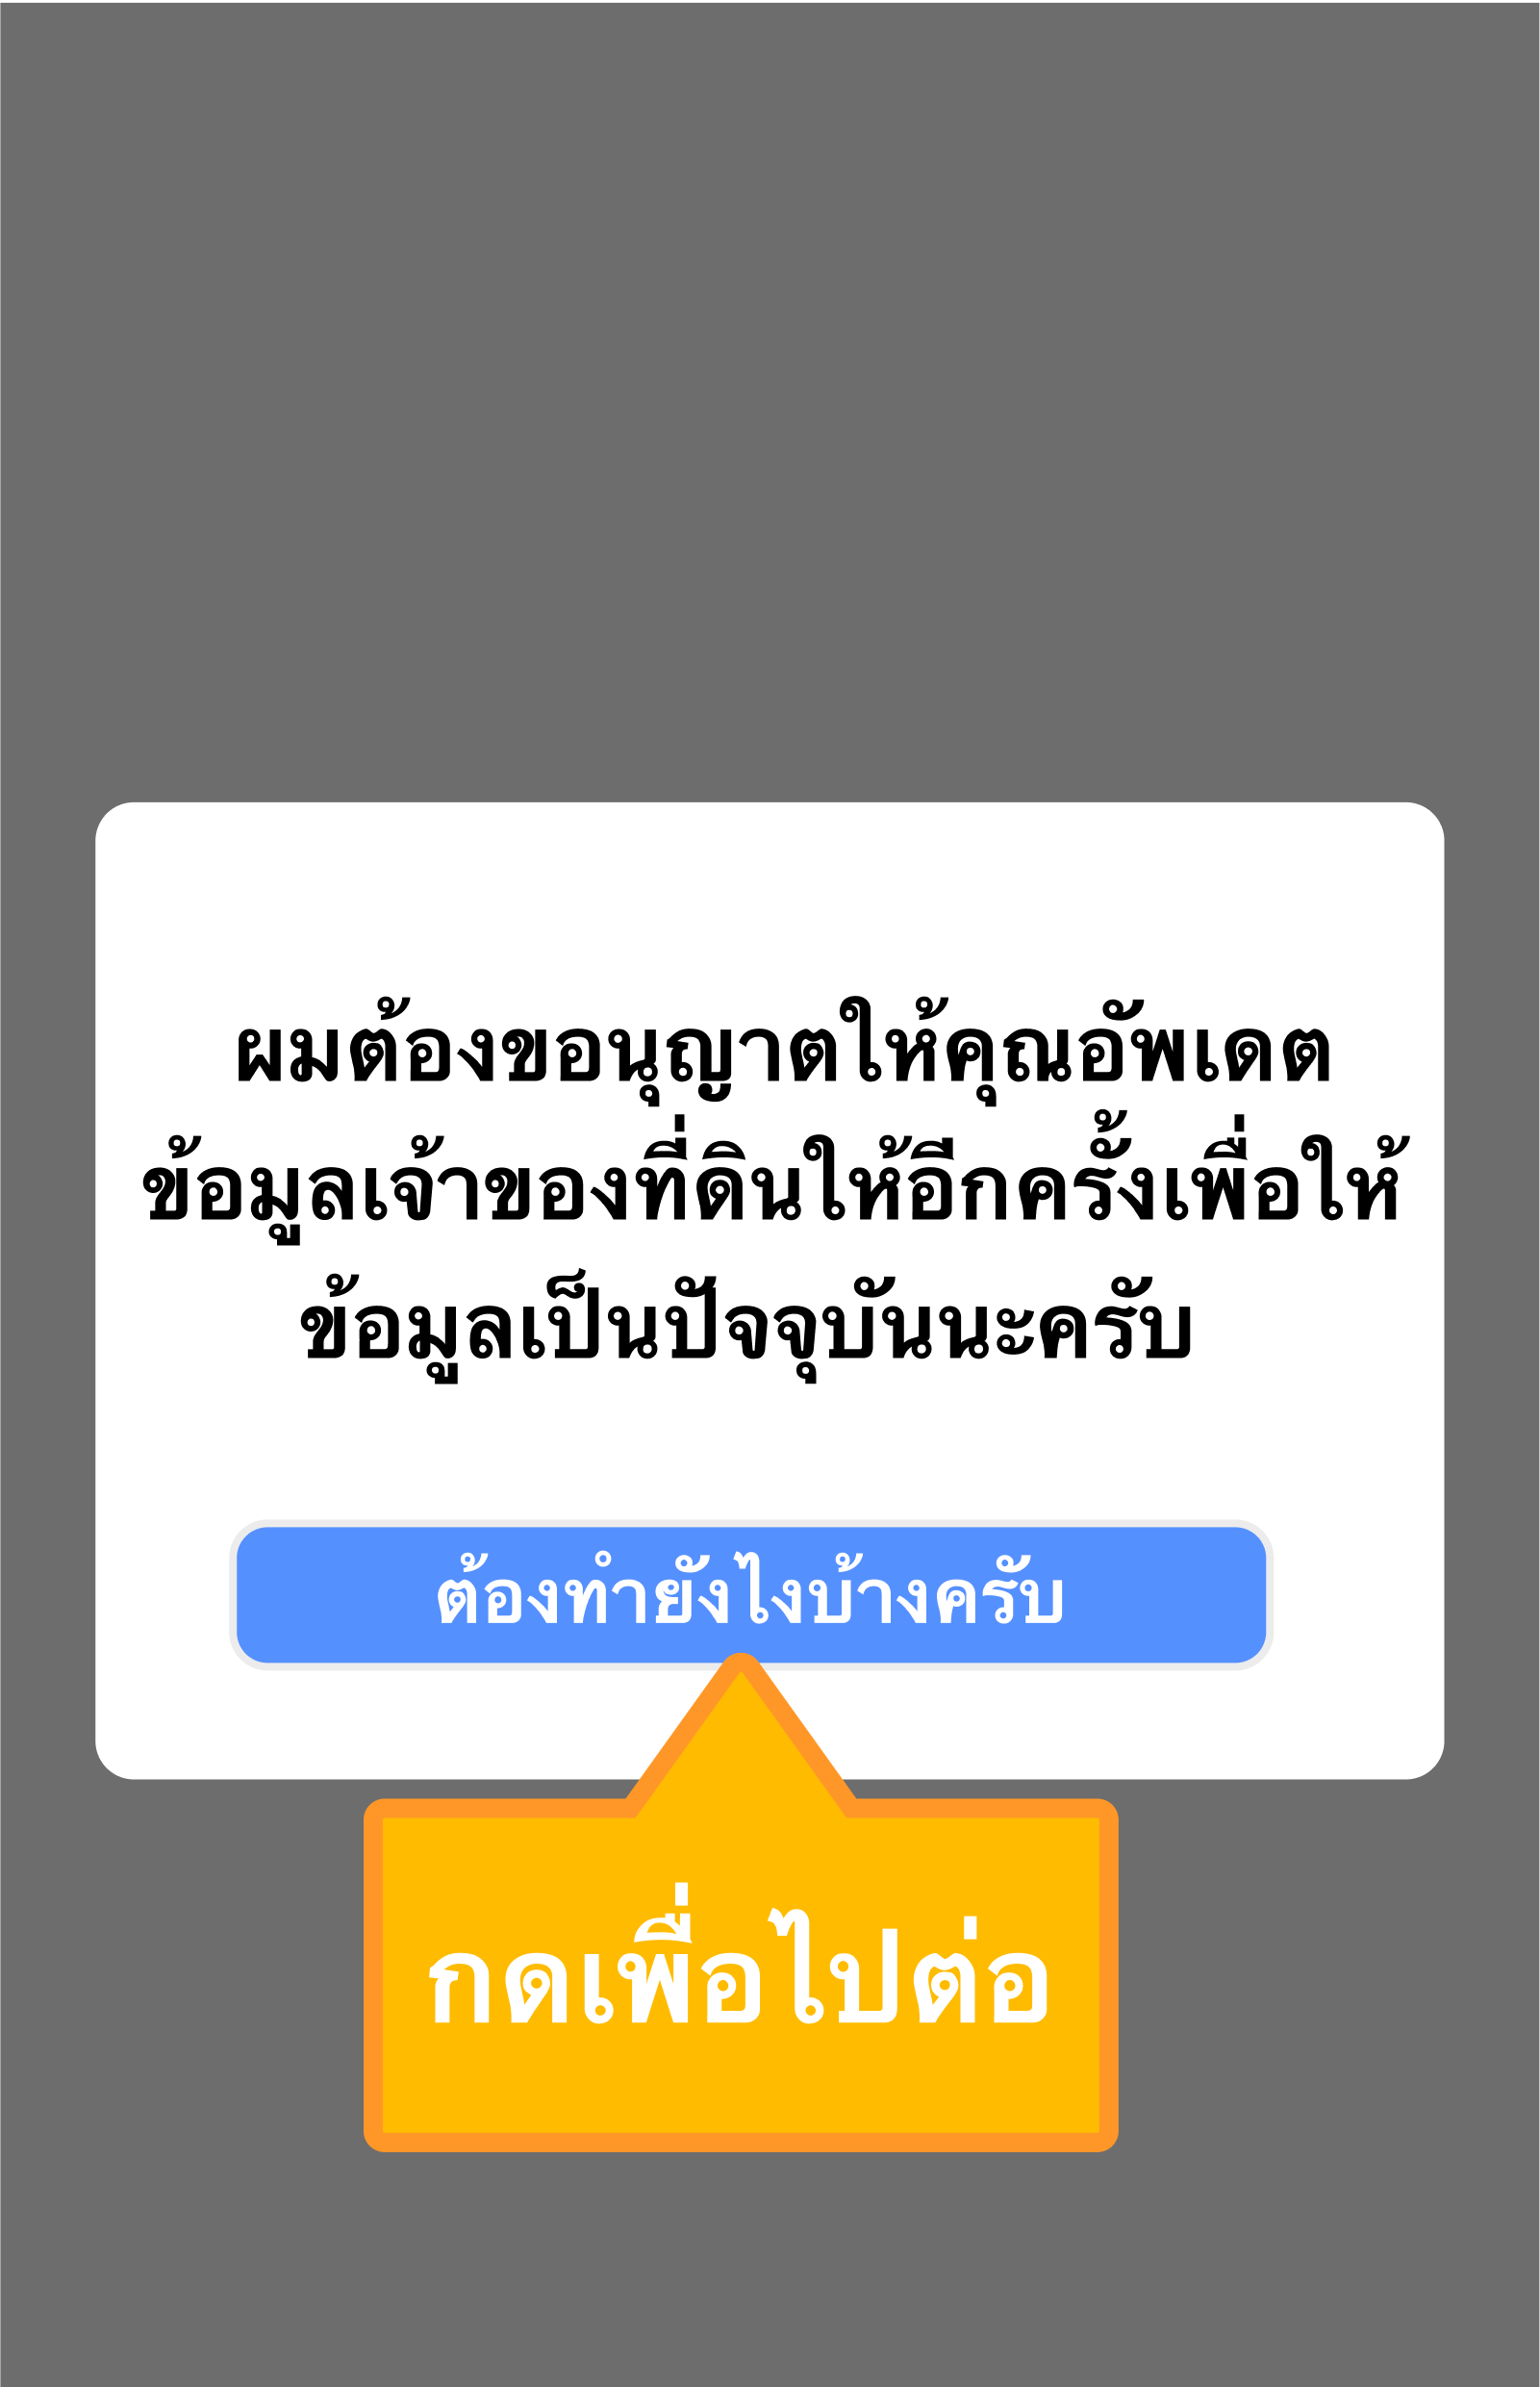 ผมต้องขออนุญาตให้คุณอัพเดต
ข้อมูลเจ้าของที่ดินให้อีกครั้งเพื่อให้
ข้อมูลเป็นปัจจุบันนะครับ
ต้องทำยังไงบ้างครับ
กดเพื่อไปต่อ